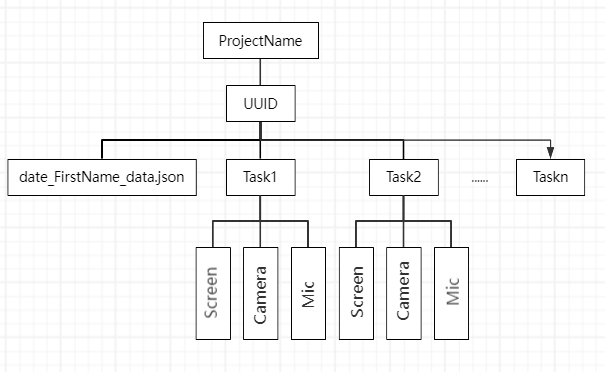 ProjectName
UUID
date_FirstName_data.json
Task1
Task2
......
Taskn
Screen
Camera
Mic
Screen
Camera
Mic